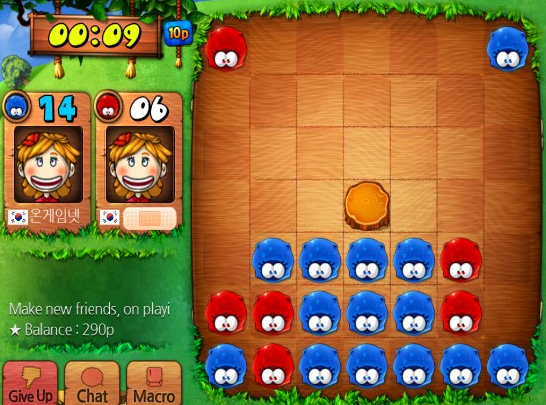 00:09
10p
14
06
온게임넷
Make new friends, on playi
★ Balance : 290p
Give Up
Chat
Macro